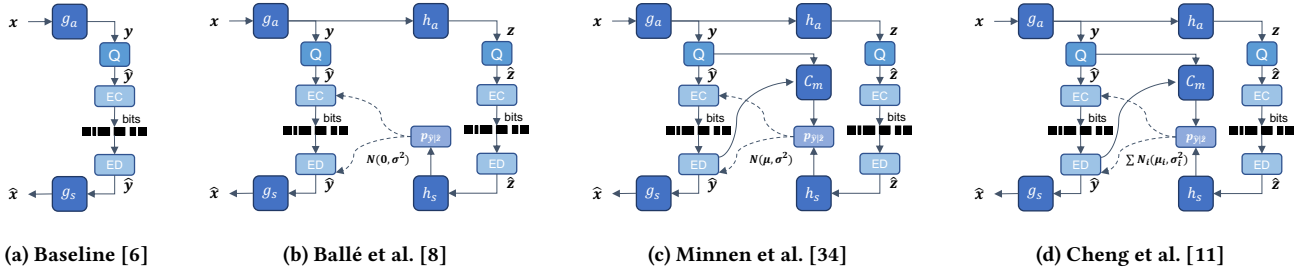 x g_a y
Q
ŷ
EC
bits
ED
ŷ
x̂ g_s
(a) Baseline [6]
x g_a h_a
y z
Q Q
ŷ ẑ
EC EC
bits bits
p_ỹ|z̃
ED N(0, σ²) ED
ŷ ẑ
x̂ g_s h_s
(b) Ballé et al. [8]
x g_a h_a
y z
Q Q
ŷ C_m ẑ
EC EC
bits bits
p_ỹ|z̃
ED N(μ, σ²) ED
ŷ ẑ
x̂ g_s h_s
(c) Minnen et al. [34]
x g_a h_a
y z
Q Q
ŷ C_m ẑ
EC EC
bits bits
p_ỹ|z̃
ED ∑ N_i(μ_i, σ_i²) ED
ŷ ẑ
x̂ g_s h_s
(d) Cheng et al. [11]